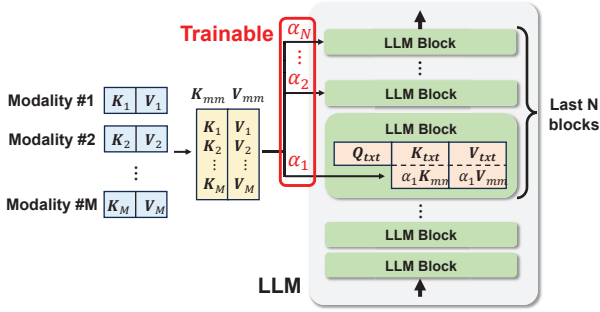 Trainable
α_N
⋮
α_2
α_1
Modality #1
K_1 V_1
Modality #2
K_2 V_2
⋮
Modality #M
K_M V_M
K_mm V_mm
K_1 V_1
K_2 V_2
⋮ ⋮
K_M V_M
LLM Block
⋮
LLM Block
LLM Block
Q_txt K_txt V_txt
α_1K_mm α_1V_mm
⋮
LLM Block
LLM Block
LLM
Last N
blocks